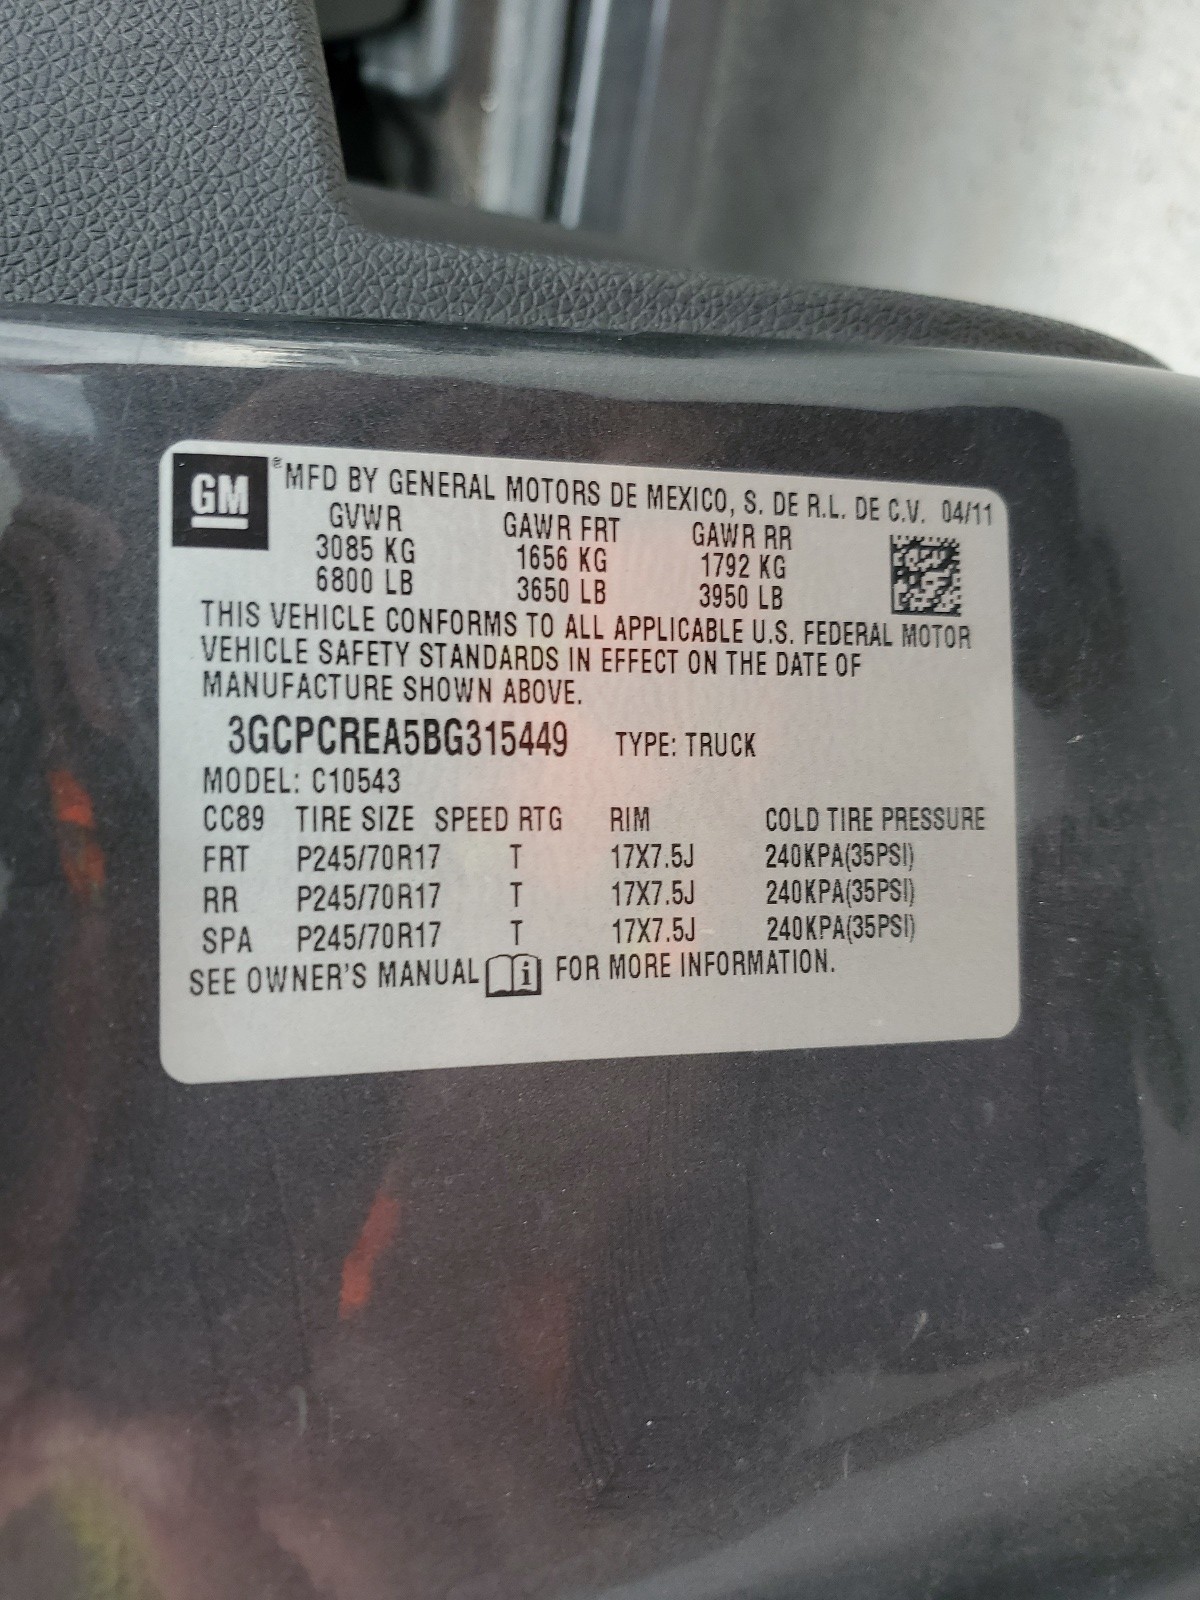 GM ® MFD BY GENERAL MOTORS DE MEXICO, S. DE R.L. DE C.V. 04/11
GVWR GAWR FRT GAWR RR
3085 KG 1656 KG 1792 KG
6800 LB 3650 LB 3950 LB
THIS VEHICLE CONFORMS TO ALL APPLICABLE U.S. FEDERAL MOTOR
VEHICLE SAFETY STANDARDS IN EFFECT ON THE DATE OF
MANUFACTURE SHOWN ABOVE.
3GCPCREA5BG315449 TYPE: TRUCK
MODEL: C10543
CC89 TIRE SIZE SPEED RTG RIM COLD TIRE PRESSURE
FRT P245/70R17 T 17X7.5J 240KPA(35PSI)
RR P245/70R17 T 17X7.5J 240KPA(35PSI)
SPA P245/70R17 T 17X7.5J 240KPA(35PSI)
SEE OWNER'S MANUAL i FOR MORE INFORMATION.